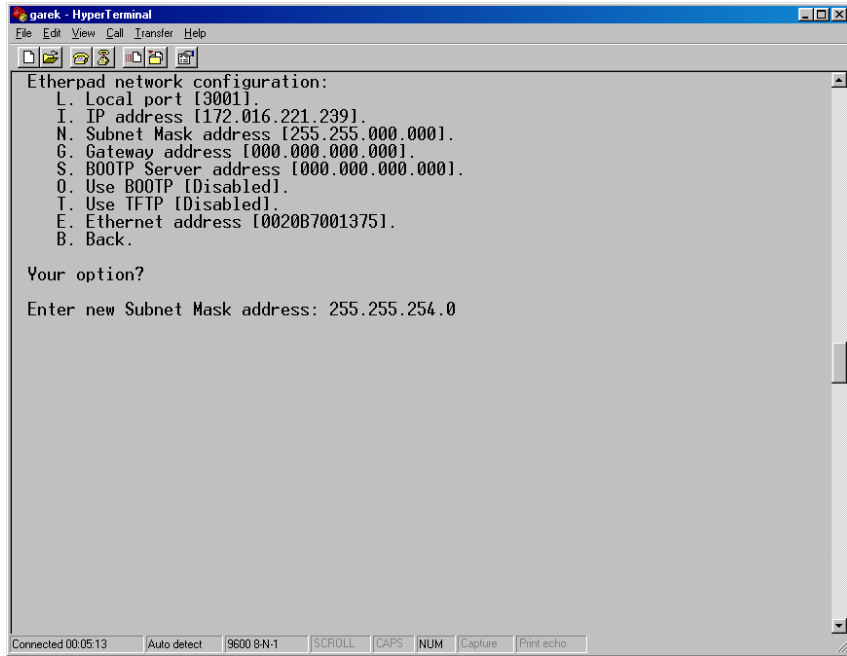 garek - HyperTerminal
File Edit View Call Transfer Help
Etherpad network configuration:
L. Local port [3001].
I. IP address [172.016.221.239].
N. Subnet Mask address [255.255.000.000].
G. Gateway address [000.000.000.000].
S. BOOTP Server address [000.000.000.000].
O. Use BOOTP [Disabled].
T. Use TFTP [Disabled].
E. Ethernet address [0020B7001375].
B. Back.
Your option?
Enter new Subnet Mask address: 255.255.254.0
Connected 00:05:13 Auto detect 9600 8-N-1 SCROLL CAPS NUM Capture Print echo